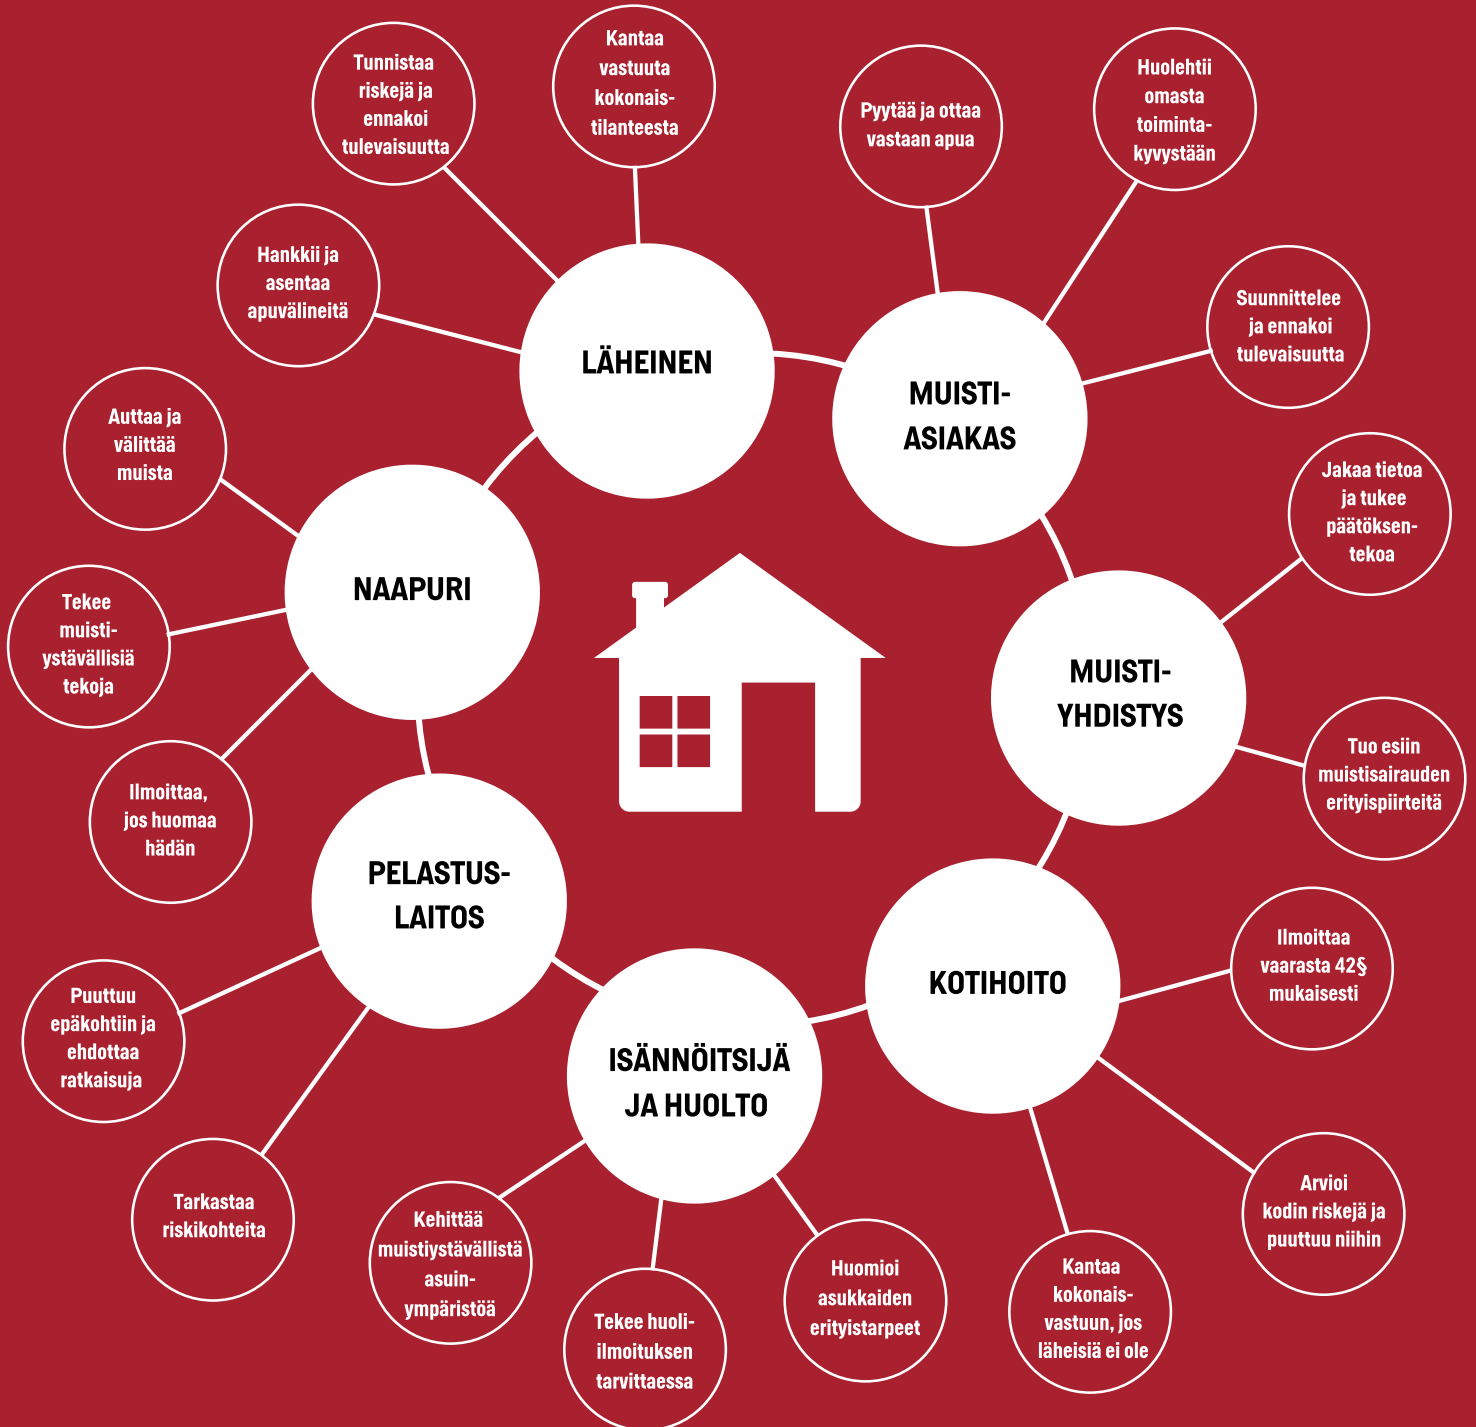 Tunnistaa
riskejä ja
ennakoi
tulevaisuutta
Kantaa
vastuuta
kokonais-
tilanteesta
Hankkii ja
asentaa
apuvälineitä
LÄHEINEN
Pyytää ja ottaa
vastaan apua
Huolehtii
omasta
toiminta-
kyvystään
Suunnittelee
ja ennakoi
tulevaisuutta
MUISTI-
ASIAKAS
Jakaa tietoa
ja tukee
päätöksen-
tekoa
Tuo esiin
muistisairauden
erityispiirteitä
MUISTI-
YHDISTYS
Ilmoittaa
vaarasta 42§
mukaisesti
Arvioi
kodin riskejä ja
puuttuu niihin
Kantaa
kokonais-
vastuun, jos
läheisiä ei ole
KOTIHOITO
ISÄNNÖITSIJÄ
JA HUOLTO
Huomioi
asukkaiden
erityistarpeet
Tekee huoli-
ilmoituksen
tarvittaessa
Kehittää
muistiystävällistä
asuin-
ympäristöä
PELASTUS-
LAITOS
Tarkastaa
riskikohteita
Puuttuu
epäkohtiin ja
ehdottaa
ratkaisuja
NAAPURI
Ilmoittaa,
jos huomaa
hädän
Tekee
muisti-
ystävällisiä
tekoja
Auttaa ja
välittää
muista